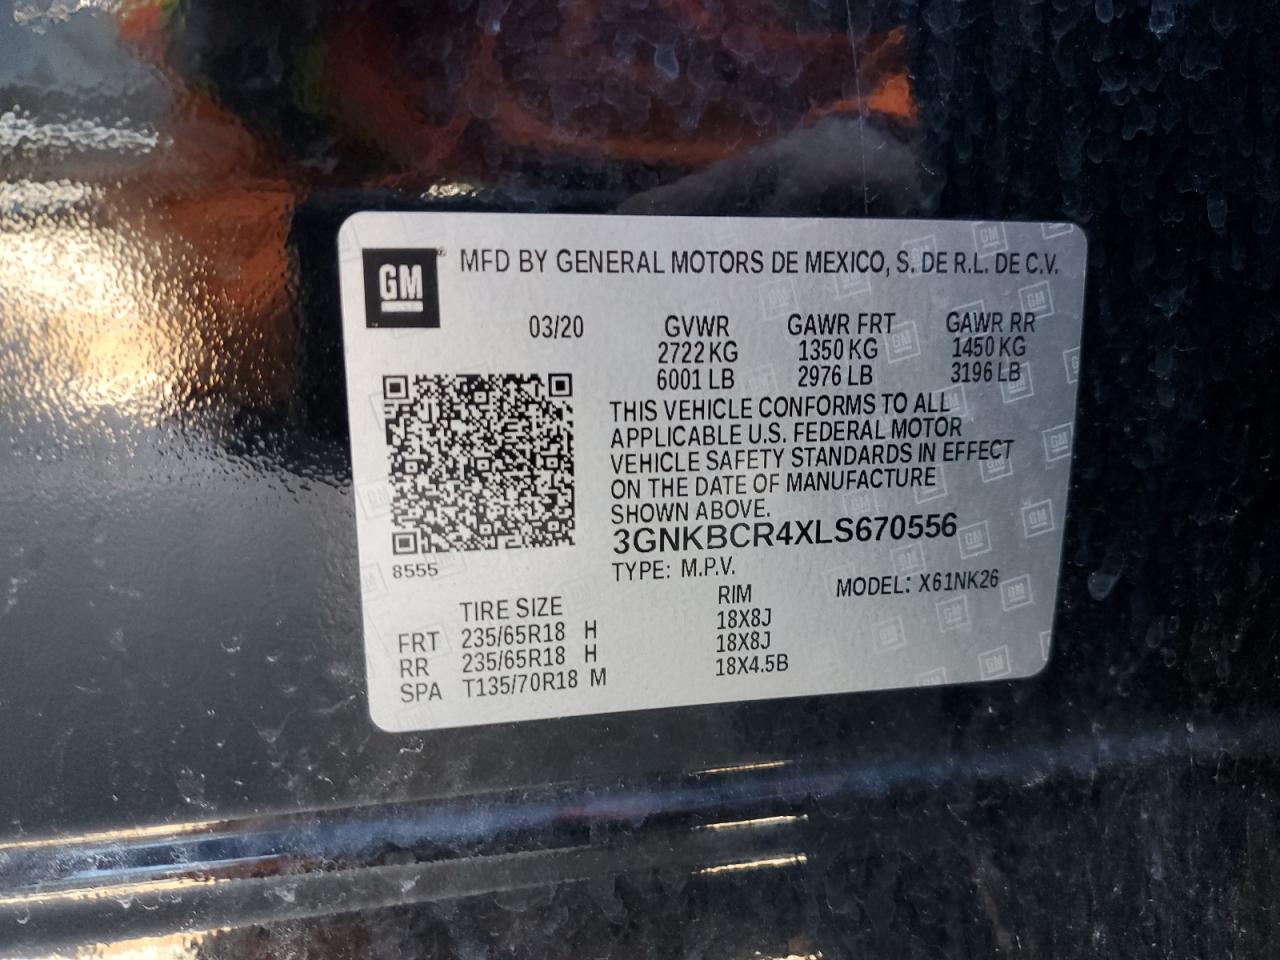 GM
MFD BY GENERAL MOTORS DE MEXICO, S. DE R.L. DE C.V.
03/20 GVWR GAWR FRT GAWR RR
2722 KG 1350 KG 1450 KG
6001 LB 2976 LB 3196 LB
THIS VEHICLE CONFORMS TO ALL
APPLICABLE U.S. FEDERAL MOTOR
VEHICLE SAFETY STANDARDS IN EFFECT
ON THE DATE OF MANUFACTURE
SHOWN ABOVE.
3GNKBCR4XLS670556
8555
TYPE: M.P.V. MODEL: X61NK26
TIRE SIZE RIM
FRT 235/65R18 H 18X8J
RR 235/65R18 H 18X8J
SPA T135/70R18 M 18X4.5B